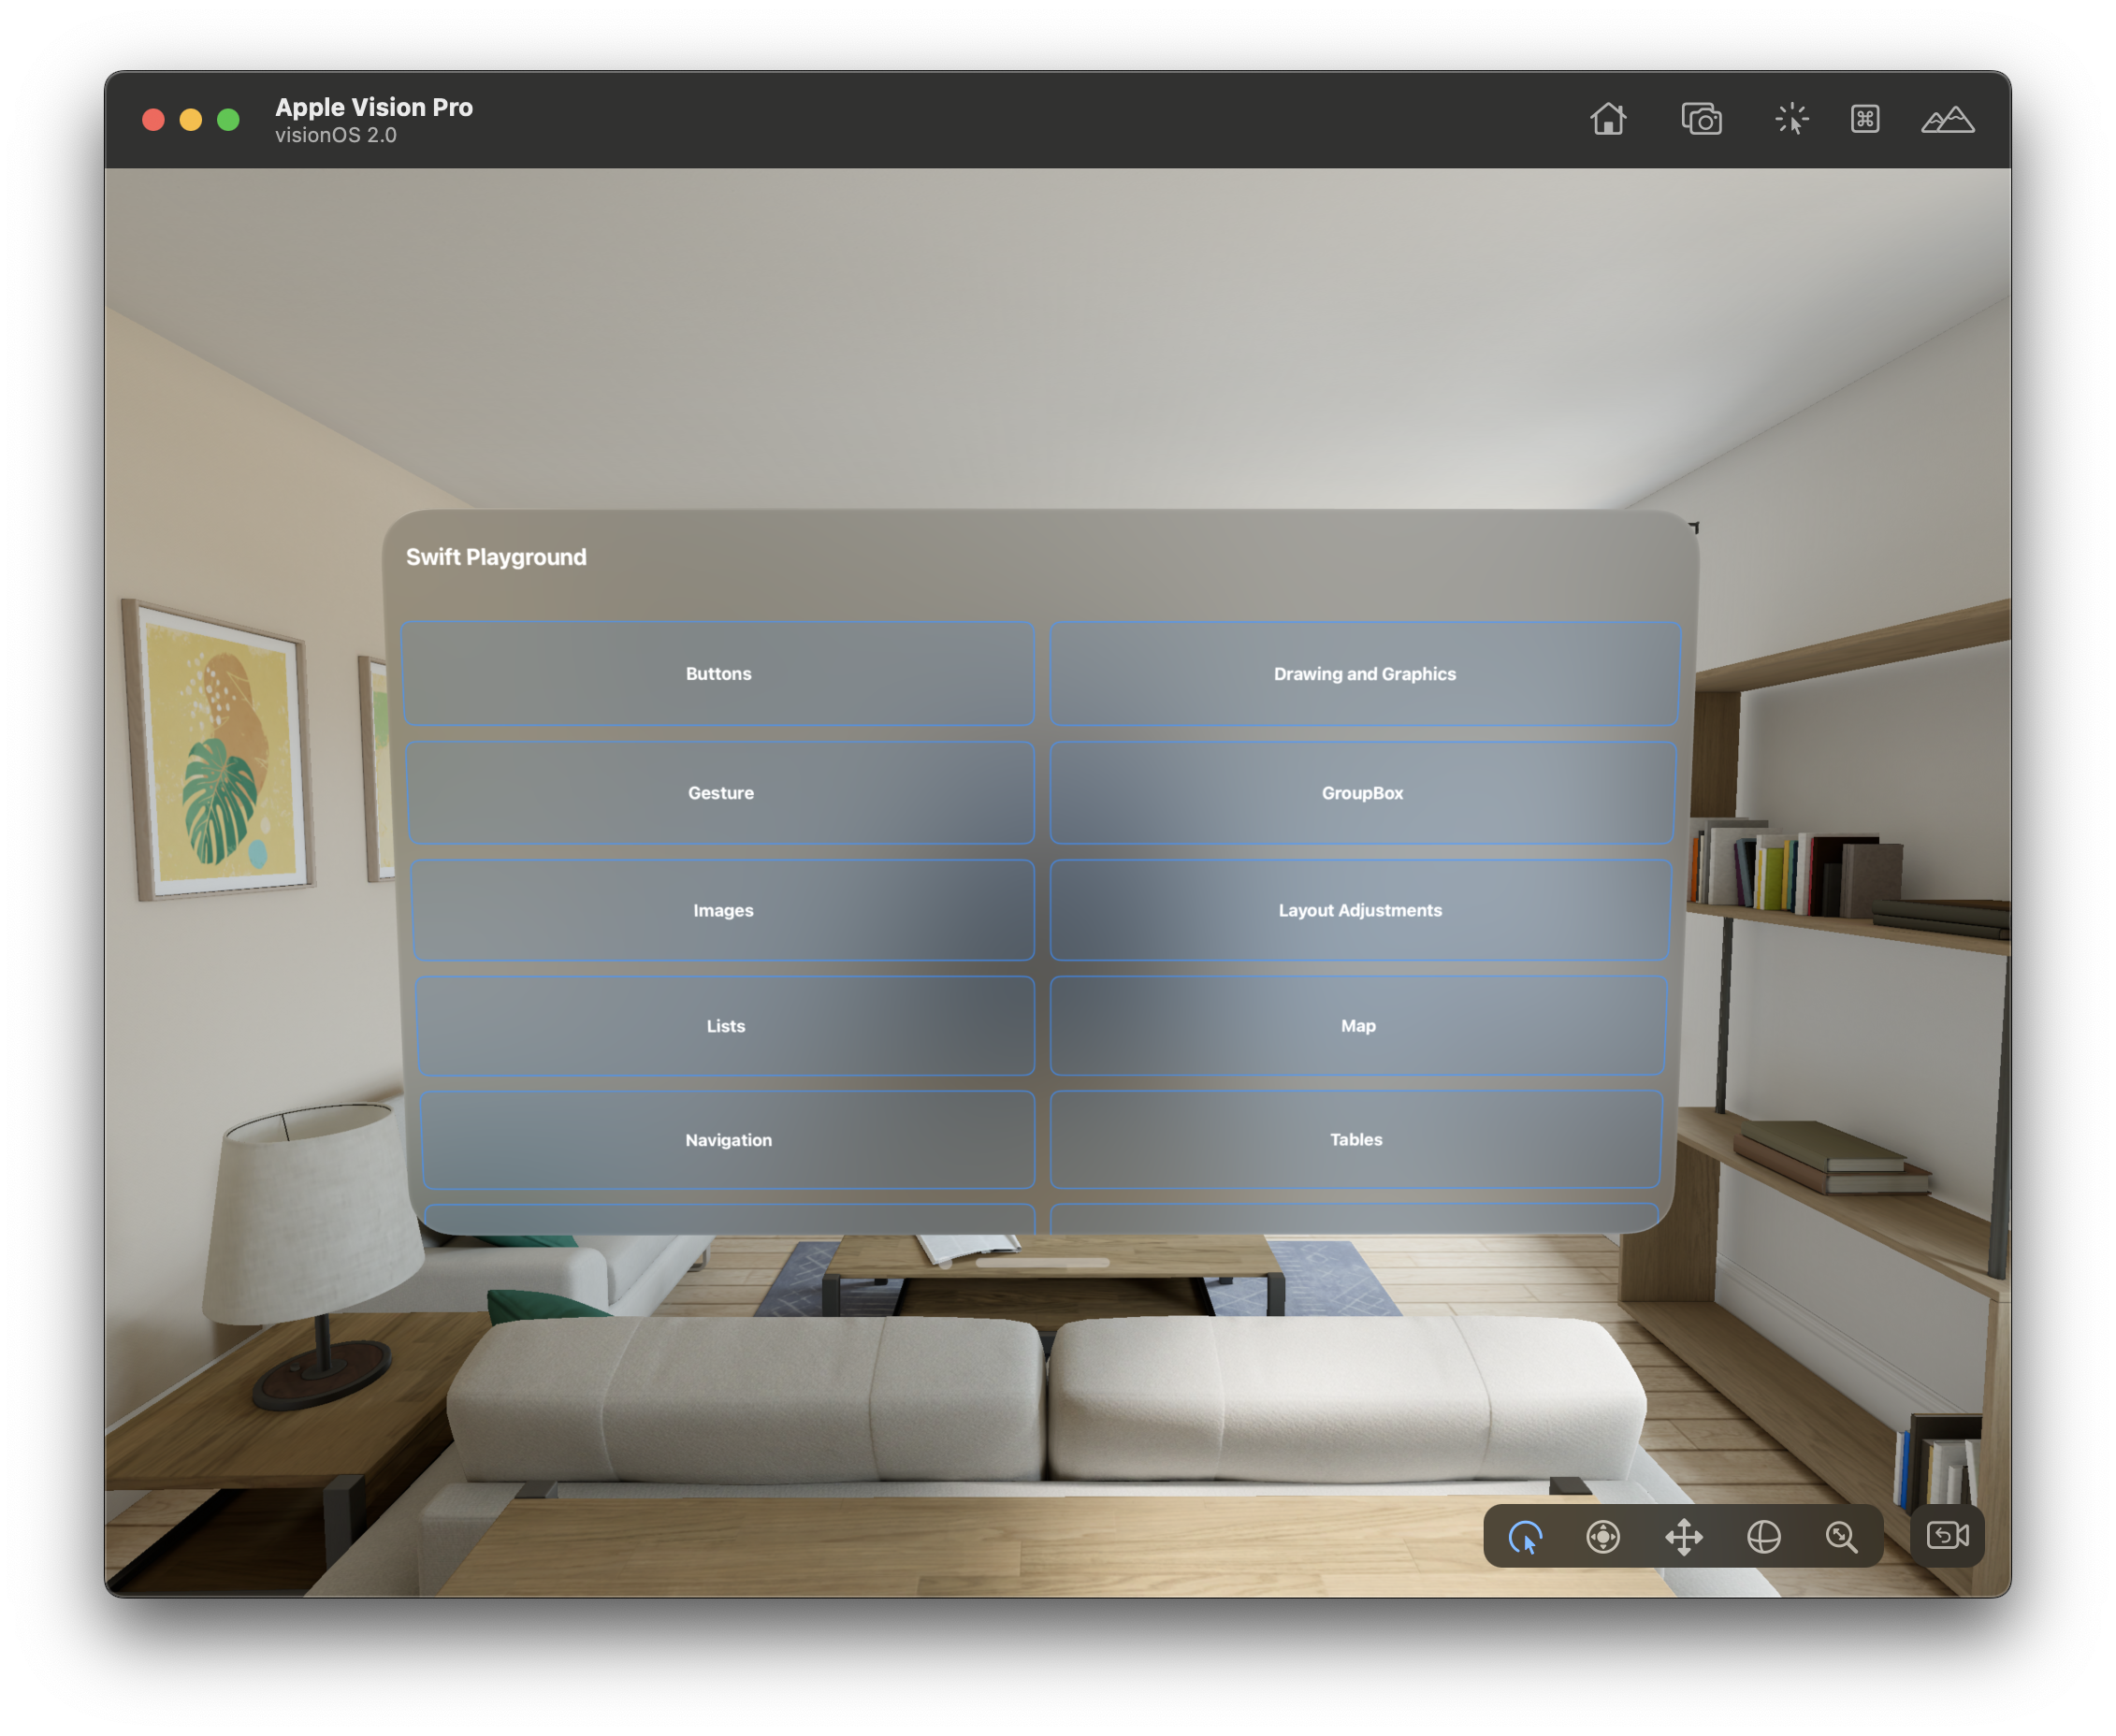 Apple Vision Pro
visionOS 2.0
Swift Playground
Buttons
Drawing and Graphics
Gesture
GroupBox
Images
Layout Adjustments
Lists
Map
Navigation
Tables